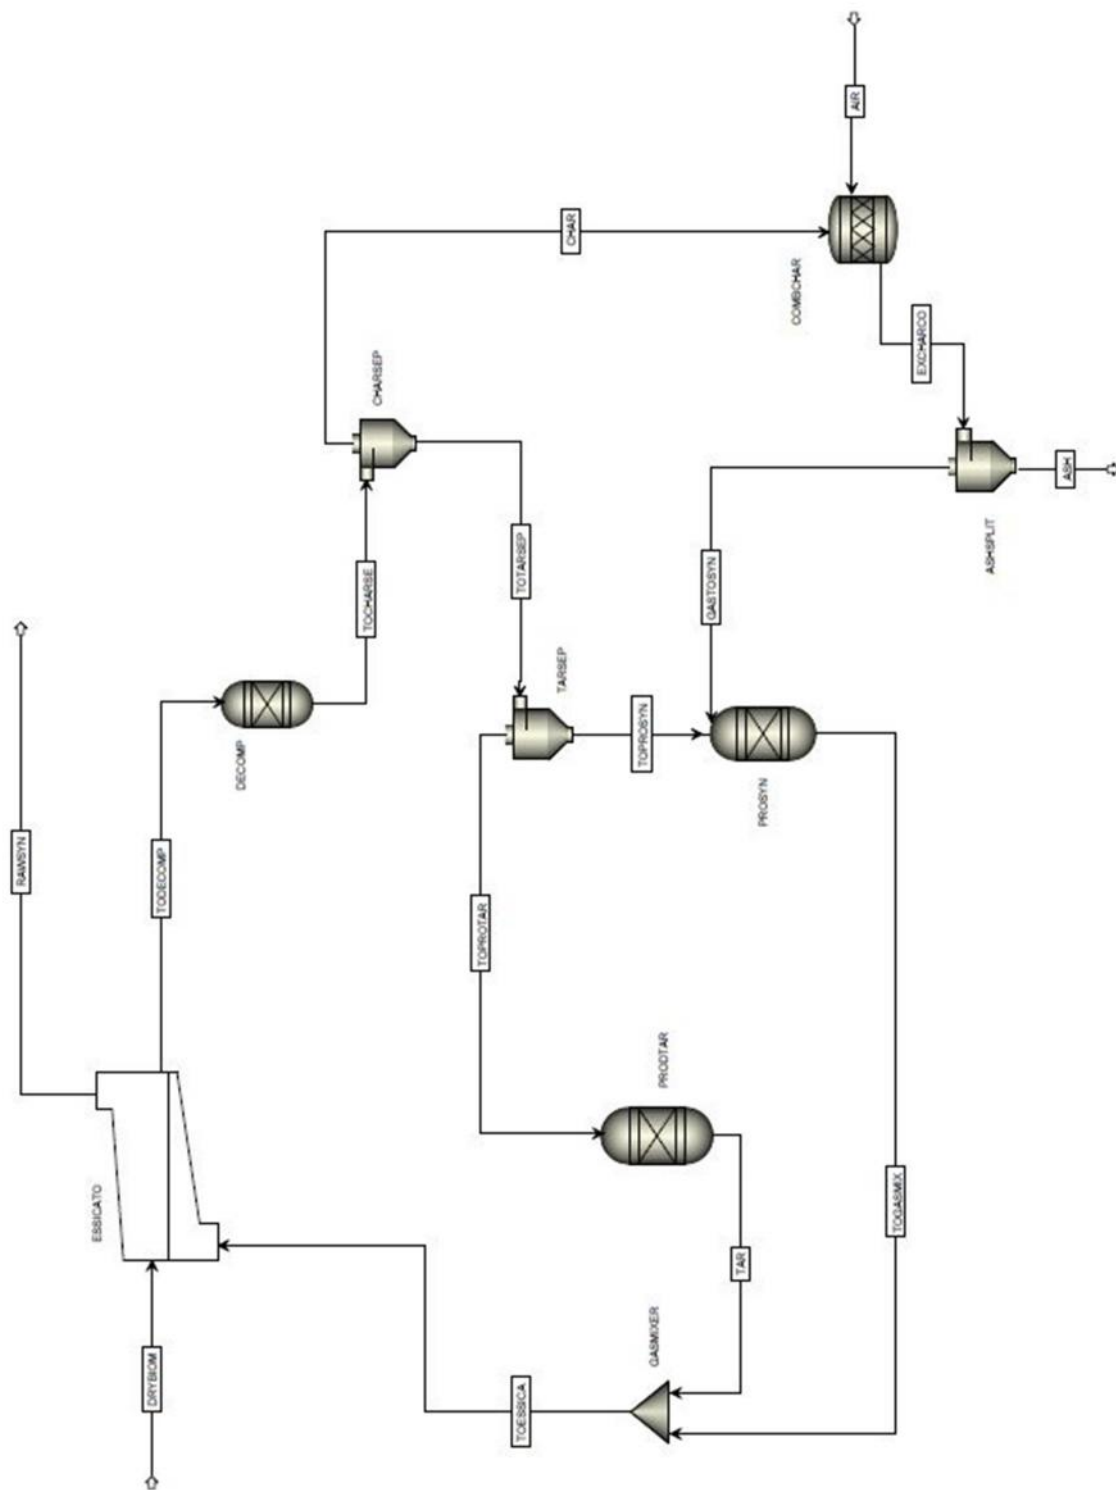 AIR
CHAR
COMBCHAR
EXCHARCO
CHARSEP
ASH
ASHSPLIT
TOTARSEP
TOCHARSE
GASTOSYN
TARSEP
TOPROSYN
DECOMP
PROSYN
RAWSYN
TODECOMP
TOPROTAR
PRODTAR
TOGASMIX
ESSICATO
TAR
GASMIXER
DRYBIOM
TOESSICA